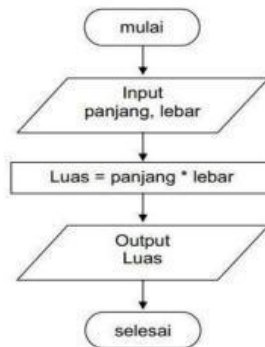 mulai
Input
panjang, lebar
Luas = panjang * lebar
Output
Luas
selesai